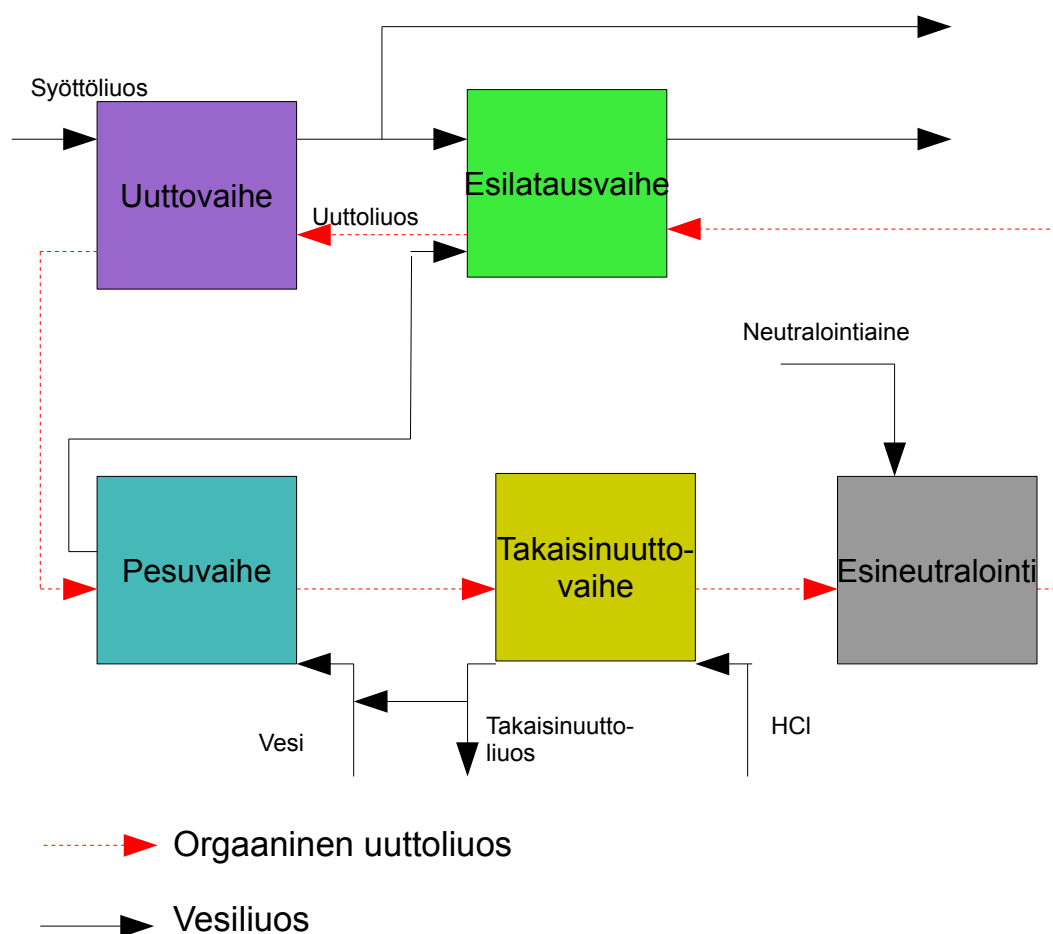 Syöttöliuos
Uuttovaihe
Esilatausvaihe
Uuttoliuos
Neutralointiaine
Pesuvaihe
Takaisinuutto-
vaihe
Esineutralointi
Vesi
Takaisinuutto-
liuos
HCl
Orgaaninen uuttoliuos
Vesiliuos